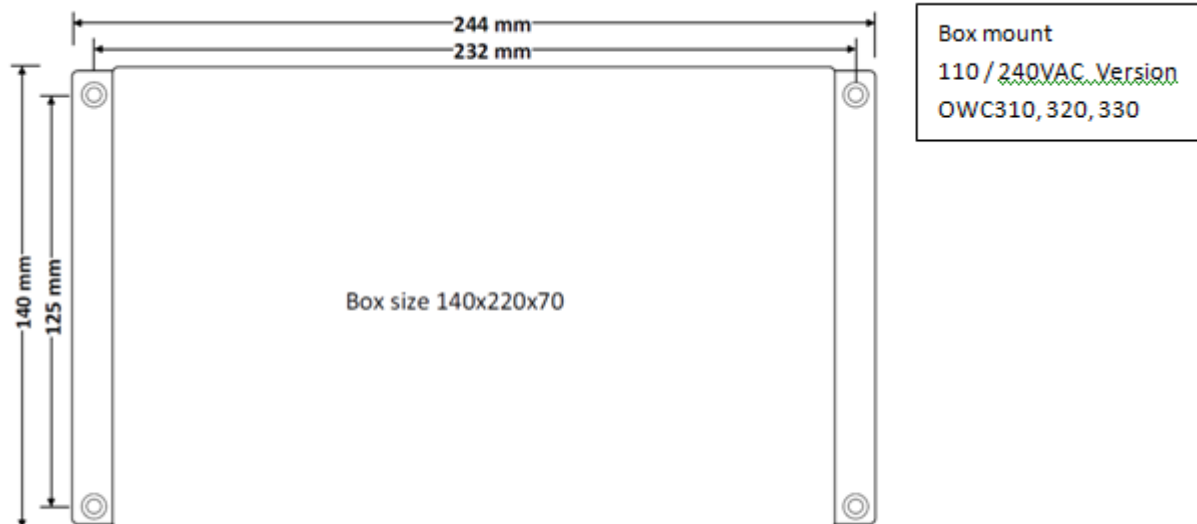 244 mm
232 mm
Box mount
110 / 240VAC Version
OWC310, 320, 330
140 mm
125 mm
Box size 140x220x70